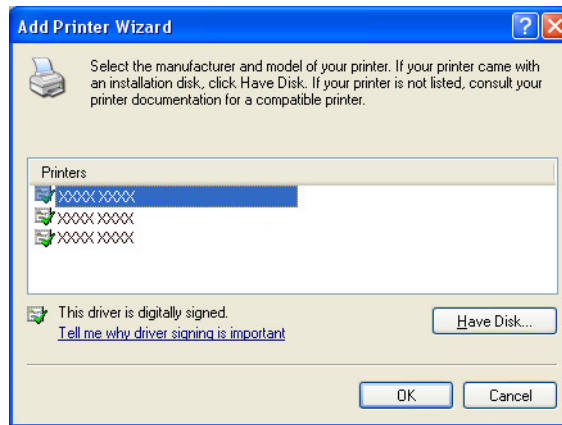 Add Printer Wizard
Select the manufacturer and model of your printer. If your printer came with
an installation disk, click Have Disk. If your printer is not listed, consult your
printer documentation for a compatible printer.
Printers
XXXX XXXX
XXXX XXXX
XXXX XXXX
This driver is digitally signed.
Tell me why driver signing is important
Have Disk...
OK
Cancel